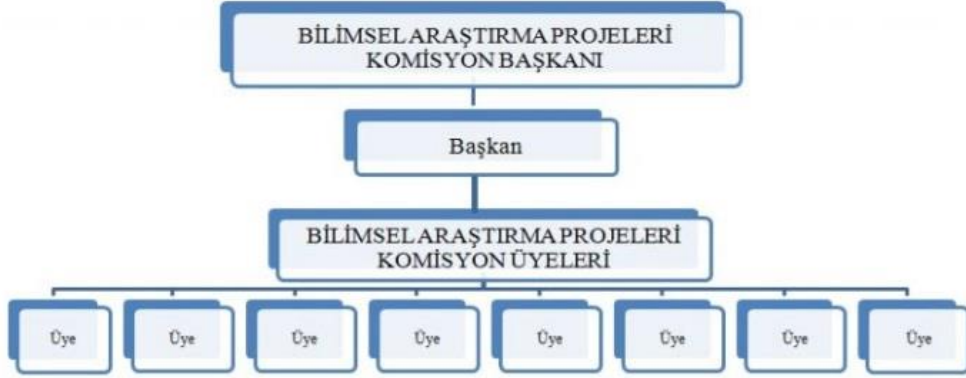 BİLİMSEL ARAŞTIRMA PROJELERİ
KOMİSYON BAŞKANI
Başkan
BİLİMSEL ARAŞTIRMA PROJELERİ
KOMİSYON ÜYELERİ
Üye
Üye
Üye
Üye
Üye
Üye
Üye
Üye